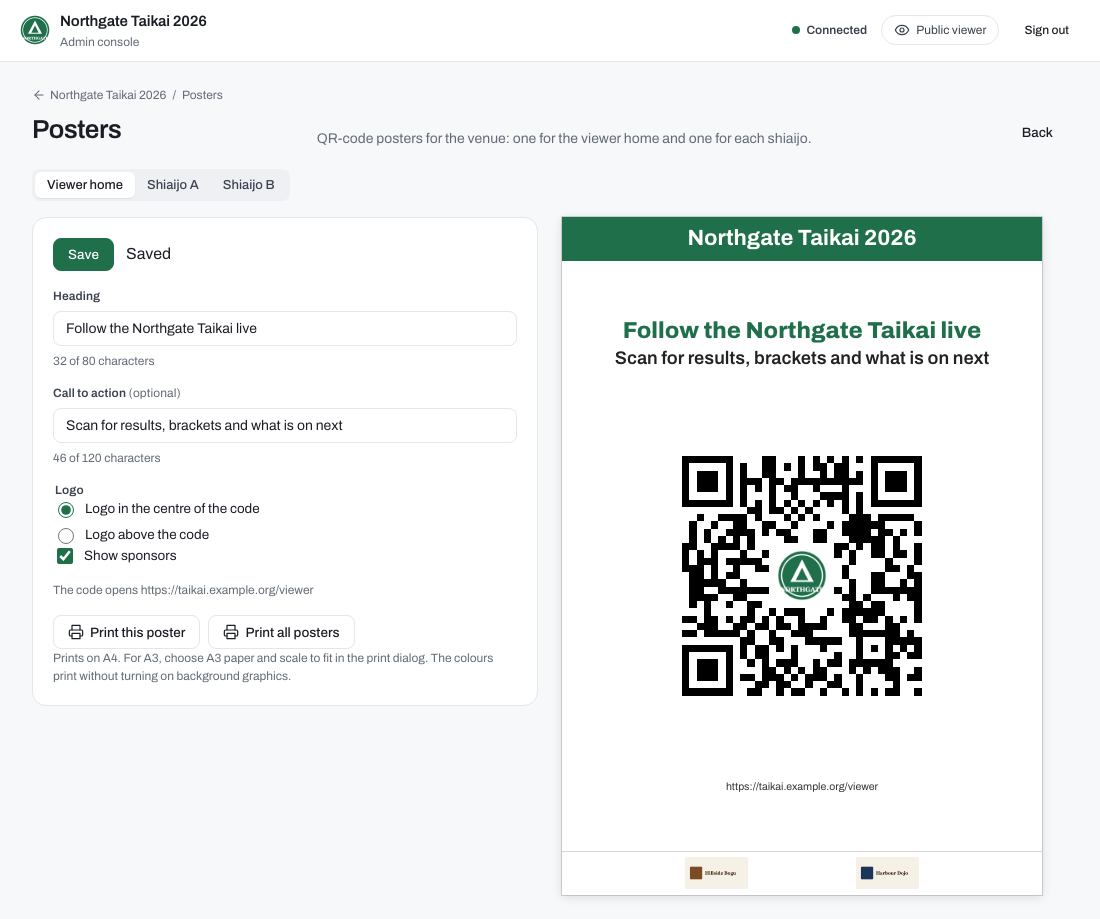 Northgate Taikai 2026
Admin console
Connected
Public viewer
Sign out
Northgate Taikai 2026 / Posters
Posters
QR-code posters for the venue: one for the viewer home and one for each shiaijo.
Back
Viewer home
Shiaijo A
Shiaijo B
Save
Saved
Heading
Follow the Northgate Taikai live
32 of 80 characters
Call to action (optional)
Scan for results, brackets and what is on next
46 of 120 characters
Logo
Logo in the centre of the code
Logo above the code
Show sponsors
The code opens https://taikai.example.org/viewer
Print this poster
Print all posters
Prints on A4. For A3, choose A3 paper and scale to fit in the print dialog. The colours
print without turning on background graphics.
Northgate Taikai 2026
Follow the Northgate Taikai live
Scan for results, brackets and what is on next
https://taikai.example.org/viewer
Hillside Bogu
Harbour Dojo